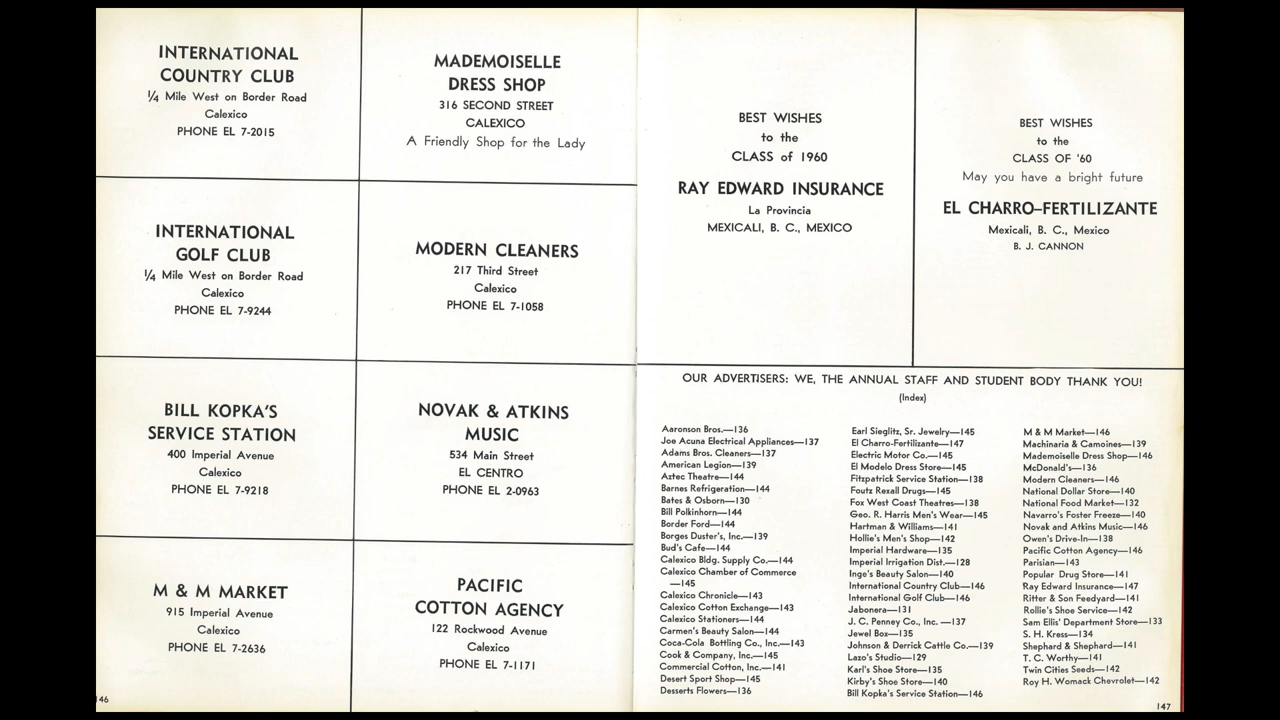 INTERNATIONAL
COUNTRY CLUB
¼ Mile West on Border Road
Calexico
PHONE EL 7-2015
MADEMOISELLE
DRESS SHOP
316 SECOND STREET
CALEXICO
A Friendly Shop for the Lady
INTERNATIONAL
GOLF CLUB
¼ Mile West on Border Road
Calexico
PHONE EL 7-9244
MODERN CLEANERS
217 Third Street
Calexico
PHONE EL 7-1058
BILL KOPKA'S
SERVICE STATION
400 Imperial Avenue
Calexico
PHONE EL 7-9218
NOVAK & ATKINS
MUSIC
534 Main Street
EL CENTRO
PHONE EL 2-0963
M & M MARKET
915 Imperial Avenue
Calexico
PHONE EL 7-2636
PACIFIC
COTTON AGENCY
122 Rockwood Avenue
Calexico
PHONE EL 7-1171
46
BEST WISHES
to the
CLASS of 1960
RAY EDWARD INSURANCE
La Provincia
MEXICALI, B. C., MEXICO
BEST WISHES
to the
CLASS OF '60
May you have a bright future
EL CHARRO–FERTILIZANTE
Mexicali, B. C., Mexico
B. J. CANNON
OUR ADVERTISERS: WE, THE ANNUAL STAFF AND STUDENT BODY THANK YOU!
(Index)
Aaronson Bros.—136
Joe Acuna Electrical Appliances—137
Adams Bros. Cleaners—137
American Legion—139
Aztec Theatre—144
Barnes Refrigeration—144
Bates & Osborn—130
Bill Polkinhorn—144
Border Ford—144
Borges Duster's, Inc.—139
Bud's Cafe—144
Calexico Bldg. Supply Co.—144
Calexico Chamber of Commerce
—145
Calexico Chronicle—143
Calexico Cotton Exchange—143
Calexico Stationers—144
Carmen's Beauty Salon—144
Coca-Cola Bottling Co., Inc.—143
Cook & Company, Inc.—145
Commercial Cotton, Inc.—141
Desert Sport Shop—145
Desserts Flowers—136
Earl Sieglitz, Sr. Jewelry—145
El Charro-Fertilizante—147
Electric Motor Co.—145
El Modelo Dress Store—145
Fitzpatrick Service Station—138
Foutz Rexall Drugs—145
Fox West Coast Theatres—138
Geo. R. Harris Men's Wear—145
Hartman & Williams—141
Hollie's Men's Shop—142
Imperial Hardware—135
Imperial Irrigation Dist.—128
Inge's Beauty Salon—140
International Country Club—146
International Golf Club—146
Jabonera—131
J. C. Penney Co., Inc. —137
Jewel Box—135
Johnson & Derrick Cattle Co.—139
Lazo's Studio—129
Karl's Shoe Store—135
Kirby's Shoe Store—140
Bill Kopka's Service Station—146
M & M Market—146
Machinaria & Camoines—139
Mademoiselle Dress Shop—146
McDonald's—136
Modern Cleaners—146
National Dollar Store—140
National Food Market—132
Navarro's Foster Freeze—140
Novak and Atkins Music—146
Owen's Drive-In—138
Pacific Cotton Agency—146
Parisian—143
Popular Drug Store—141
Ray Edward Insurance—147
Ritter & Son Feedyard—141
Rollie's Shoe Service—142
Sam Ellis' Department Store—133
S. H. Kress—134
Shephard & Shephard—141
T. C. Worthy—141
Twin Cities Seeds—142
Roy H. Womack Chevrolet—142
147